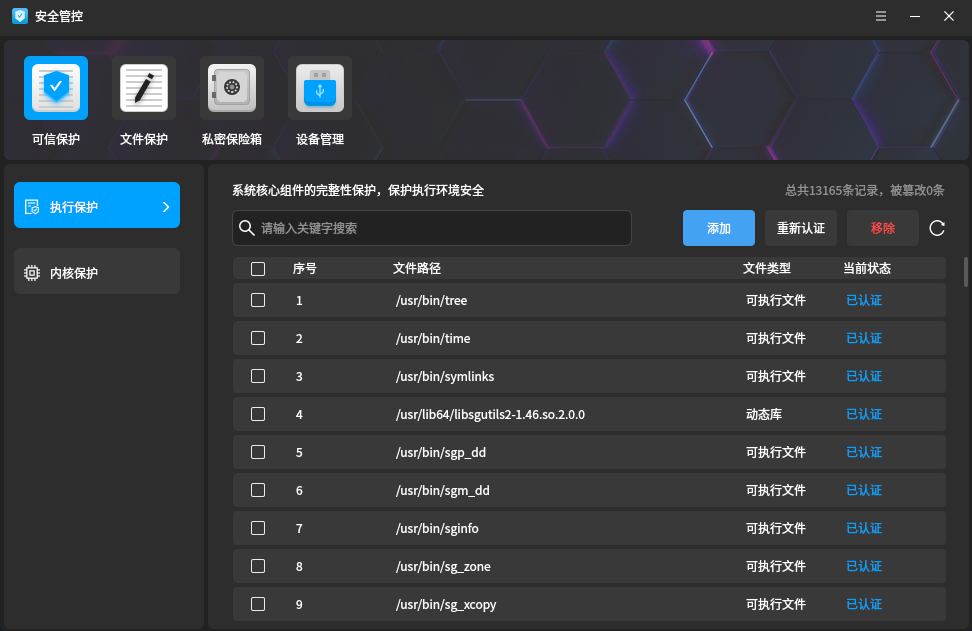 安全管控
可信保护 文件保护 私密保险箱 设备管理
执行保护
内核保护
系统核心组件的完整性保护，保护执行环境安全 总共13165条记录，被篡改0条
请输入关键字搜索 添加 重新认证 移除
序号 文件路径 文件类型 当前状态
1 /usr/bin/tree 可执行文件 已认证
2 /usr/bin/time 可执行文件 已认证
3 /usr/bin/symlinks 可执行文件 已认证
4 /usr/lib64/libsgutils2-1.46.so.2.0.0 动态库 已认证
5 /usr/bin/sgp_dd 可执行文件 已认证
6 /usr/bin/sgm_dd 可执行文件 已认证
7 /usr/bin/sginfo 可执行文件 已认证
8 /usr/bin/sg_zone 可执行文件 已认证
9 /usr/bin/sg_xcopy 可执行文件 已认证